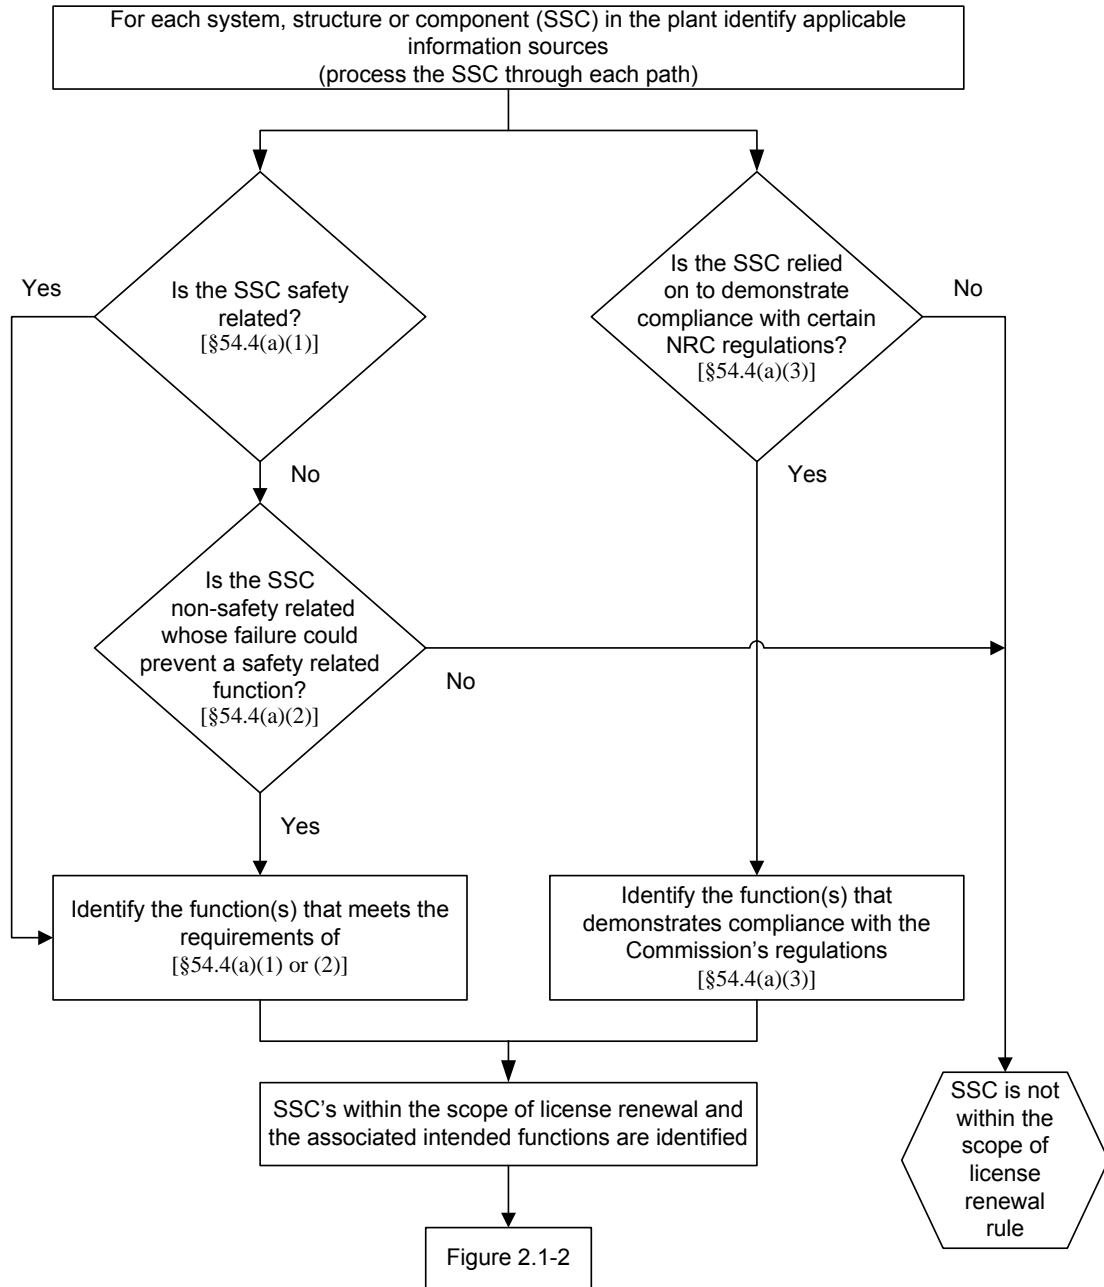 For each system, structure or component (SSC) in the plant identify applicable
information sources
(process the SSC through each path)
Yes
Is the SSC safety
related?
[§54.4(a)(1)]
No
Is the SSC relied
on to demonstrate
compliance with certain
NRC regulations?
[§54.4(a)(3)]
No
Yes
Is the SSC
non-safety related
whose failure could
prevent a safety related
function?
[§54.4(a)(2)]
No
Yes
Identify the function(s) that meets the
requirements of
[§54.4(a)(1) or (2)]
Identify the function(s) that
demonstrates compliance with the
Commission's regulations
[§54.4(a)(3)]
SSC's within the scope of license renewal and
the associated intended functions are identified
SSC is not
within the
scope of
license
renewal
rule
Figure 2.1-2